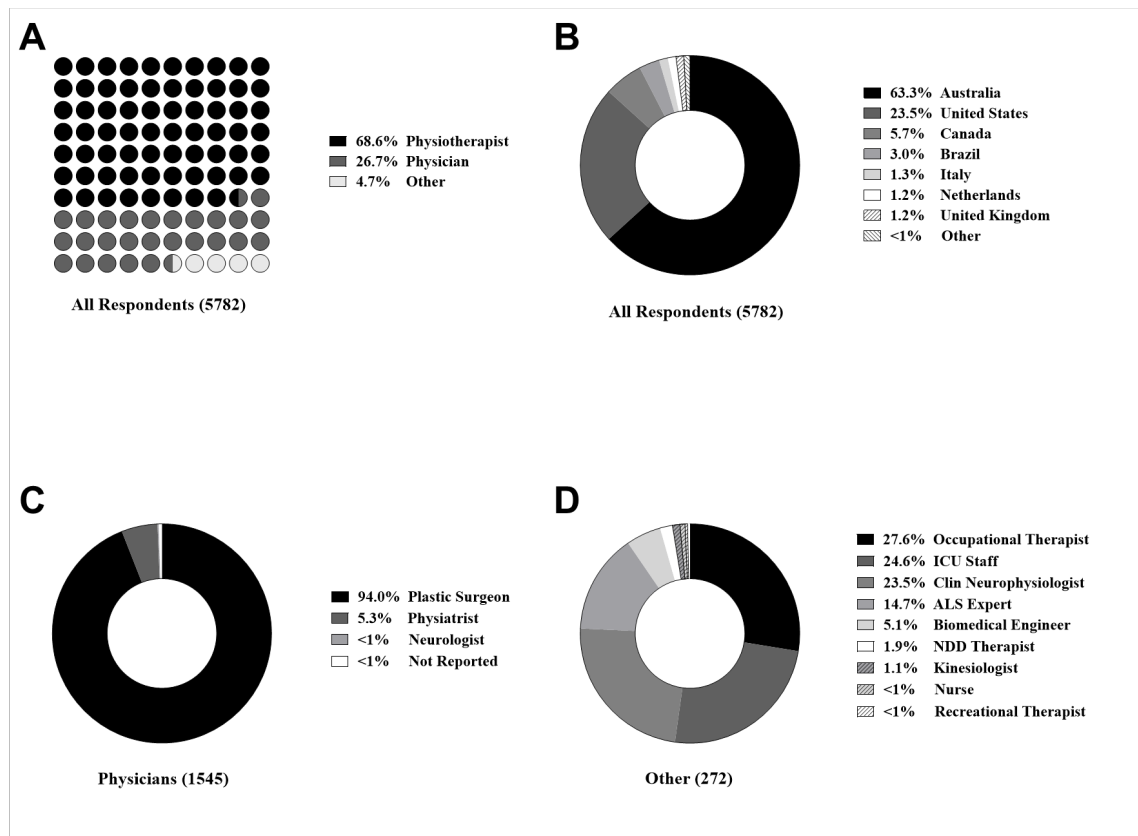 A
68.6% Physiotherapist
26.7% Physician
4.7% Other
All Respondents (5782)
B
63.3% Australia
23.5% United States
5.7% Canada
3.0% Brazil
1.3% Italy
1.2% Netherlands
1.2% United Kingdom
<1% Other
All Respondents (5782)
C
94.0% Plastic Surgeon
5.3% Physiatrist
<1% Neurologist
<1% Not Reported
Physicians (1545)
D
27.6% Occupational Therapist
24.6% ICU Staff
23.5% Clin Neurophysiologist
14.7% ALS Expert
5.1% Biomedical Engineer
1.9% NDD Therapist
1.1% Kinesiologist
<1% Nurse
<1% Recreational Therapist
Other (272)